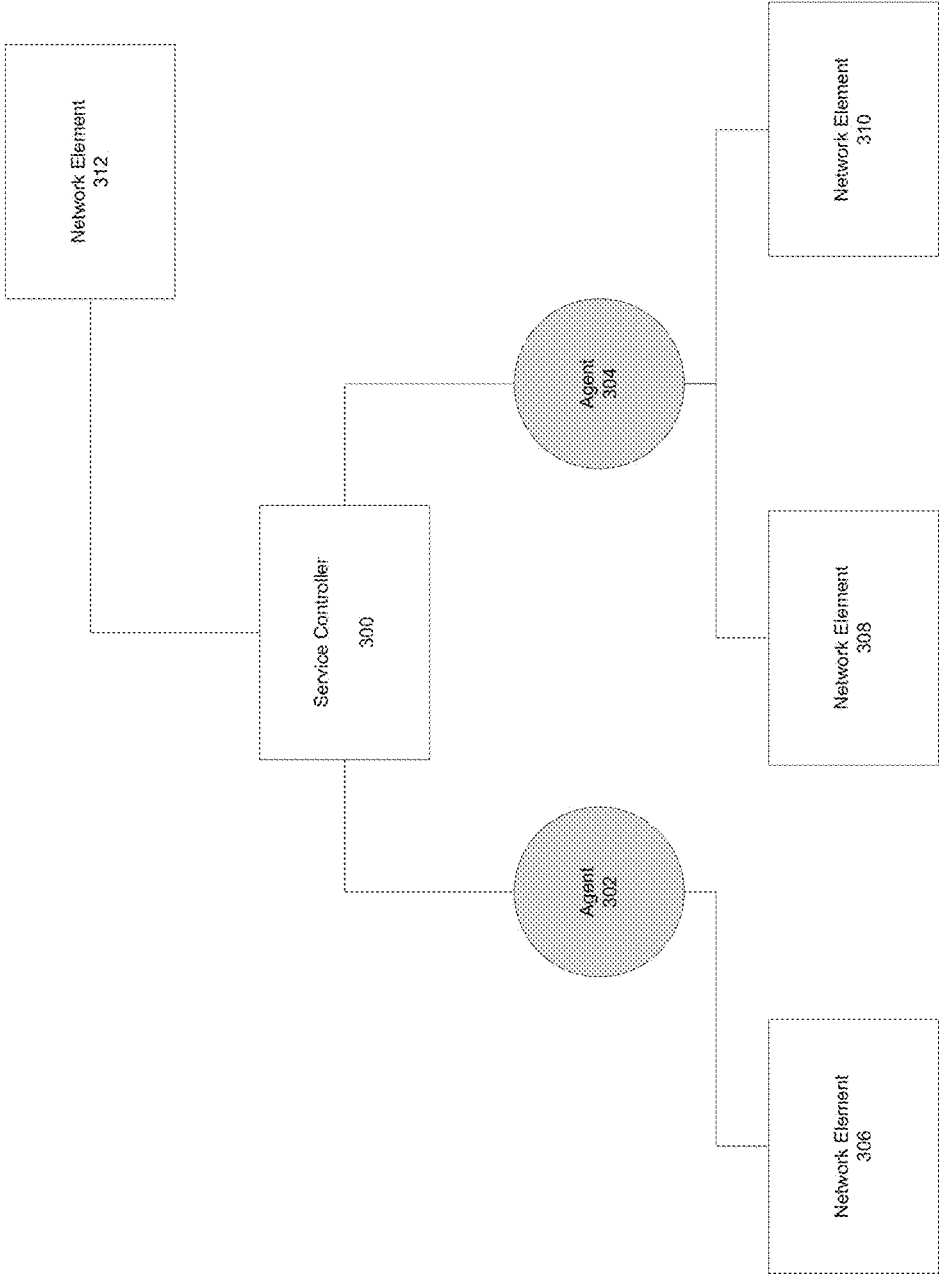 Network Element
312
Service Controller
300
Agent
302
Agent
304
Network Element
306
Network Element
308
Network Element
310